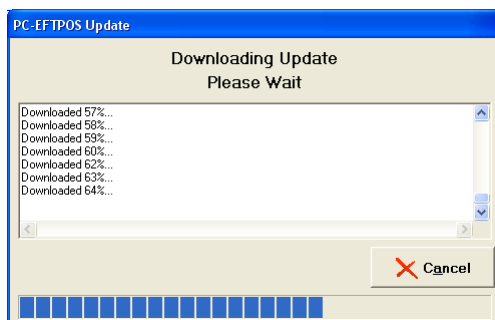 PC-EFTPOS Update
Downloading Update
Please Wait
Downloaded 57%...
Downloaded 58%...
Downloaded 59%...
Downloaded 60%...
Downloaded 62%...
Downloaded 63%...
Downloaded 64%...
Cancel